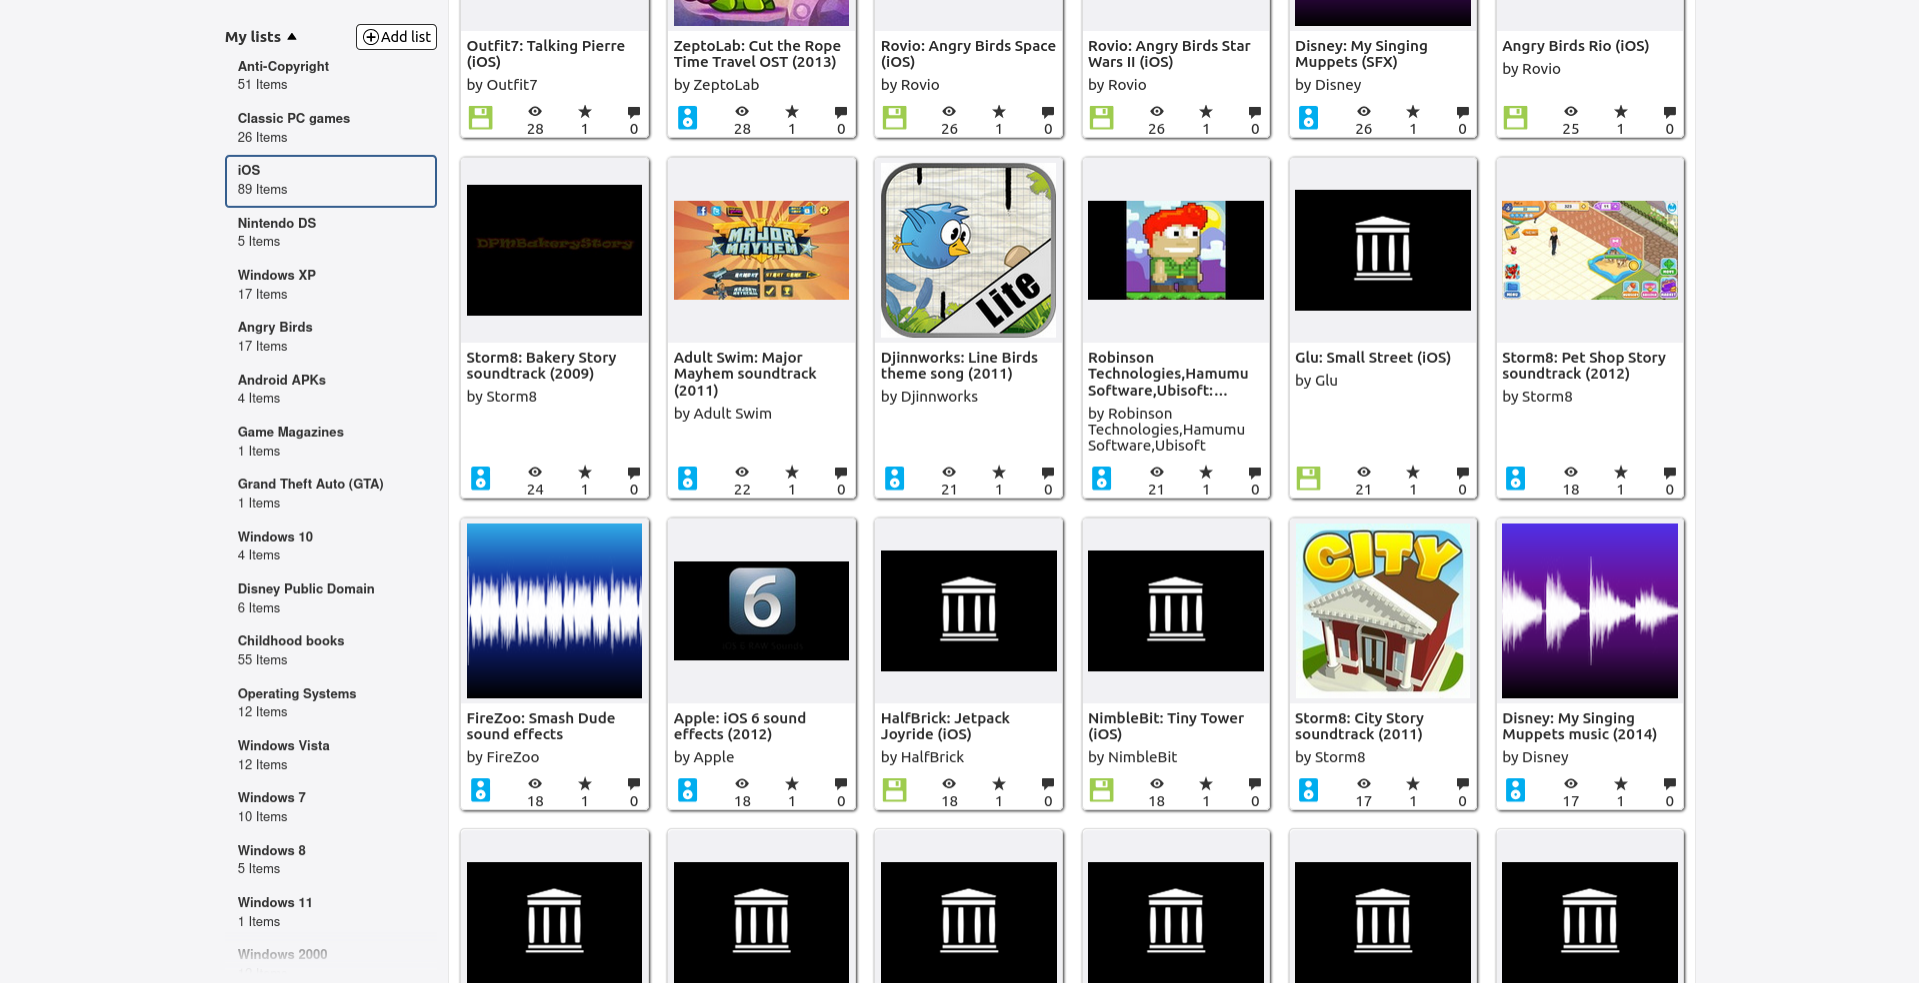 My lists
Add list
Anti-Copyright
51 Items
Classic PC games
26 Items
iOS
89 Items
Nintendo DS
5 Items
Windows XP
17 Items
Angry Birds
17 Items
Android APKs
4 Items
Game Magazines
1 Items
Grand Theft Auto (GTA)
1 Items
Windows 10
4 Items
Disney Public Domain
6 Items
Childhood books
55 Items
Operating Systems
12 Items
Windows Vista
12 Items
Windows 7
10 Items
Windows 8
5 Items
Windows 11
1 Items
Windows 2000
Outfit7: Talking Pierre
(iOS)
by Outfit7
28 1 0
ZeptoLab: Cut the Rope
Time Travel OST (2013)
by ZeptoLab
28 1 0
Rovio: Angry Birds Space
(iOS)
by Rovio
26 1 0
Rovio: Angry Birds Star
Wars II (iOS)
by Rovio
26 1 0
Disney: My Singing
Muppets (SFX)
by Disney
26 1 0
Angry Birds Rio (iOS)
by Rovio
25 1 0
DPMBakeryStory
Storm8: Bakery Story
soundtrack (2009)
by Storm8
24 1 0
MAJOR
MAYHEM
Adult Swim: Major
Mayhem soundtrack
(2011)
by Adult Swim
22 1 0
Lite
Djinnworks: Line Birds
theme song (2011)
by Djinnworks
21 1 0
Robinson
Technologies,Hamumu
Software,Ubisoft:…
by Robinson
Technologies,Hamumu
Software,Ubisoft
21 1 0
Glu: Small Street (iOS)
by Glu
21 1 0
Storm8: Pet Shop Story
soundtrack (2012)
by Storm8
18 1 0
FireZoo: Smash Dude
sound effects
by FireZoo
18 1 0
6
iOS 6 RAW Sounds
Apple: iOS 6 sound
effects (2012)
by Apple
18 1 0
HalfBrick: Jetpack
Joyride (iOS)
by HalfBrick
18 1 0
NimbleBit: Tiny Tower
(iOS)
by NimbleBit
18 1 0
CITY
Storm8: City Story
soundtrack (2011)
by Storm8
17 1 0
Disney: My Singing
Muppets music (2014)
by Disney
17 1 0